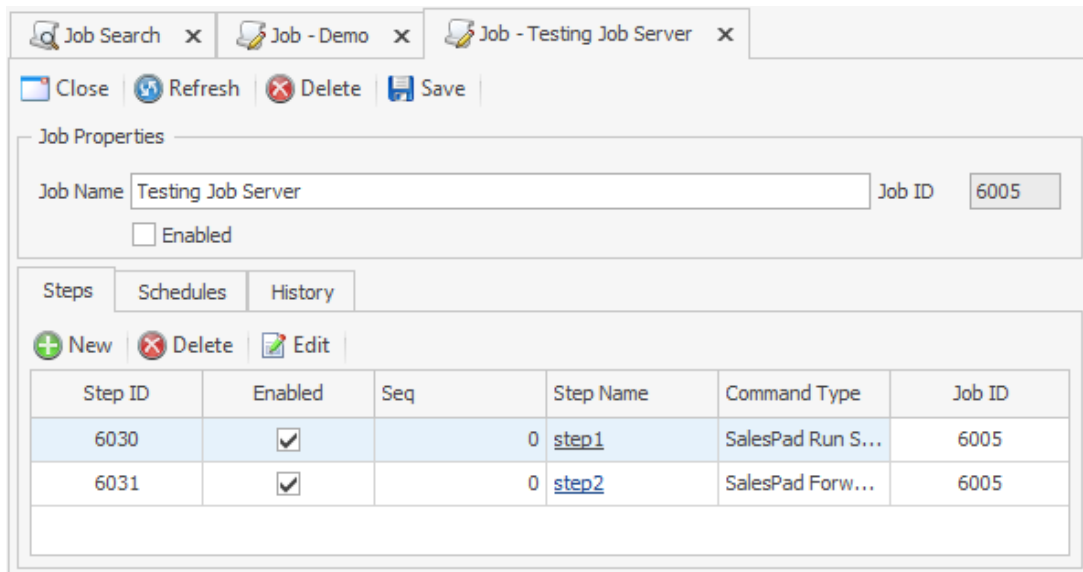 Job Search Job - Demo Job - Testing Job Server
Close Refresh Delete Save
Job Properties
Job Name Testing Job Server Job ID 6005
Enabled
Steps Schedules History
New Delete Edit
Step ID Enabled Seq Step Name Command Type Job ID
6030 0 step1 SalesPad Run S... 6005
6031 0 step2 SalesPad Forw... 6005